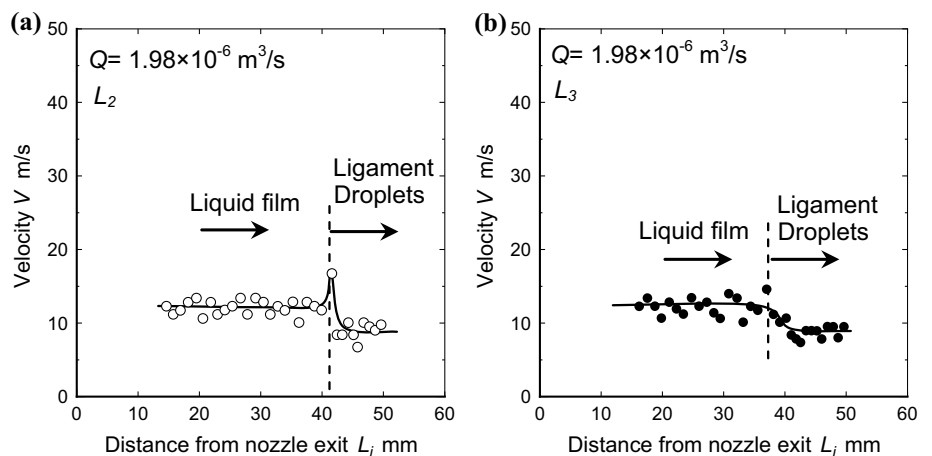 (a)
50
40
30
20
10
0
Velocity V m/s
Q= 1.98×10⁻⁶ m³/s
L₂
Liquid film
Ligament
Droplets
0 10 20 30 40 50 60
Distance from nozzle exit Lᵢ mm
(b)
50
40
30
20
10
0
Velocity V m/s
Q= 1.98×10⁻⁶ m³/s
L₃
Liquid film
Ligament
Droplets
0 10 20 30 40 50 60
Distance from nozzle exit Lᵢ mm